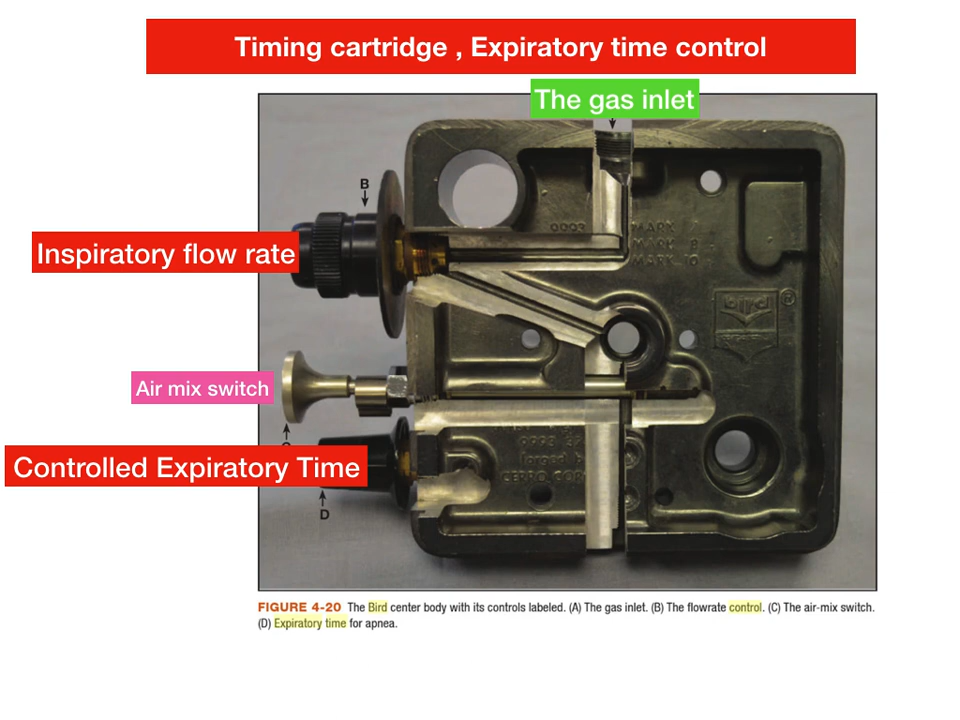 Timing cartridge , Expiratory time control
The gas inlet
B
Inspiratory flow rate
MARK
MARK 8
MARK 10
bird
®
Air mix switch
Controlled Expiratory Time
D
FIGURE 4-20 The Bird center body with its controls labeled. (A) The gas inlet. (B) The flowrate control. (C) The air-mix switch.
(D) Expiratory time for apnea.